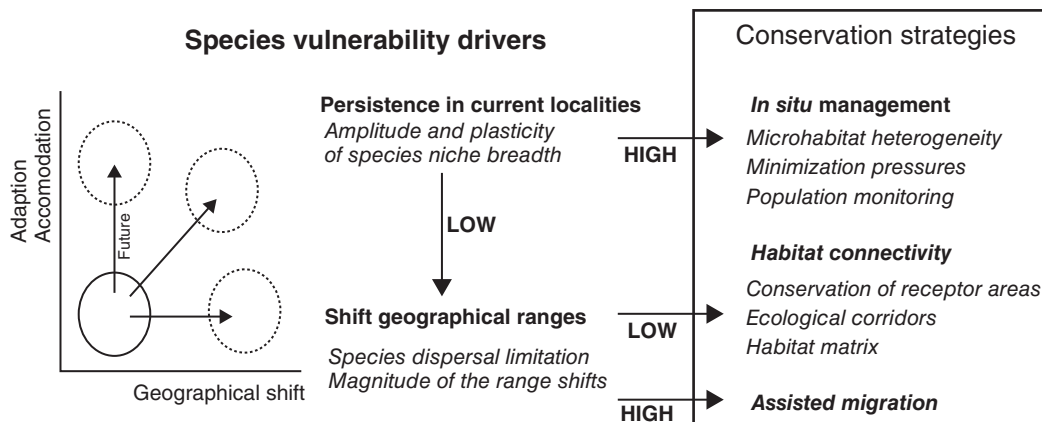 Species vulnerability drivers
Conservation strategies
Adaption
Accomodation
Future
Geographical shift
Persistence in current localities
Amplitude and plasticity
of species niche breadth
HIGH
LOW
Shift geographical ranges
Species dispersal limitation
Magnitude of the range shifts
LOW
HIGH
In situ management
Microhabitat heterogeneity
Minimization pressures
Population monitoring
Habitat connectivity
Conservation of receptor areas
Ecological corridors
Habitat matrix
Assisted migration